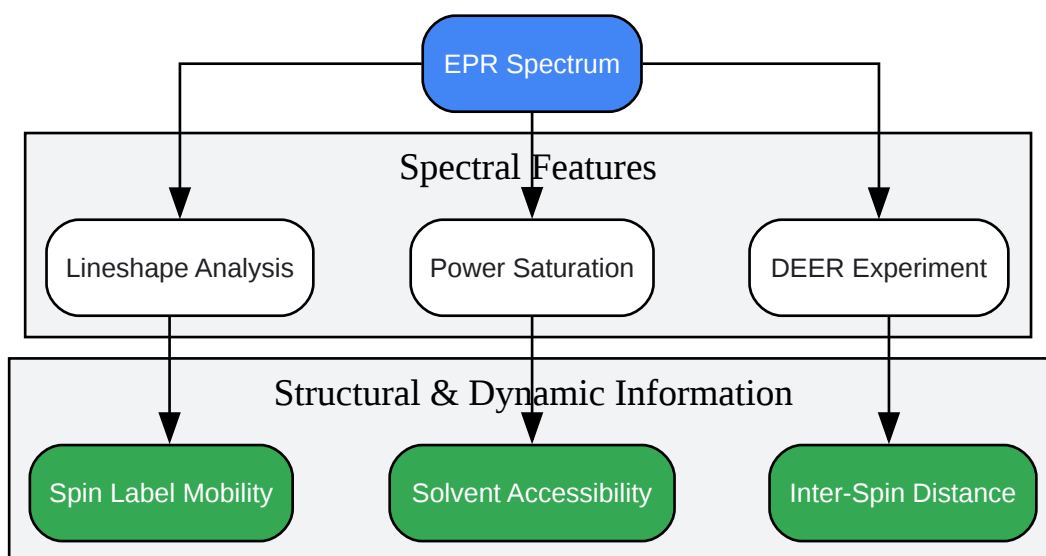 EPR Spectrum
Spectral Features
Lineshape Analysis
Power Saturation
DEER Experiment
Structural & Dynamic Information
Spin Label Mobility
Solvent Accessibility
Inter-Spin Distance